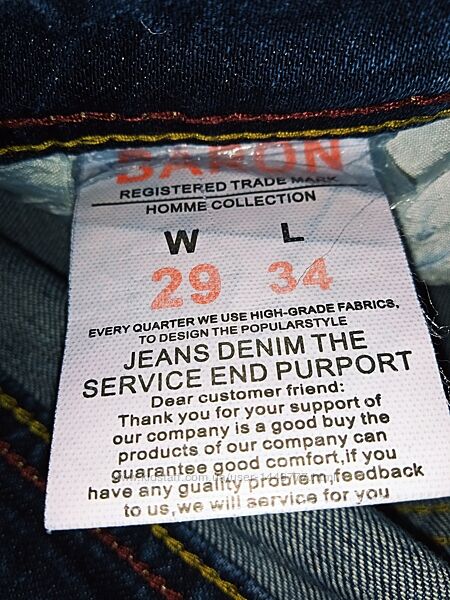 BARON
REGISTERED TRADE MARK
HOMME COLLECTION
W L
29 34
EVERY QUARTER WE USE HIGH-GRADE FABRICS,
TO DESIGN THE POPULARSTYLE
JEANS DENIM THE
SERVICE END PURPORT
Dear customer friend:
Thank you for your support of
our company is a good buy the
products of our company can
guarantee good comfort,if you
have any guality problem,feedback
to us,we will service for you